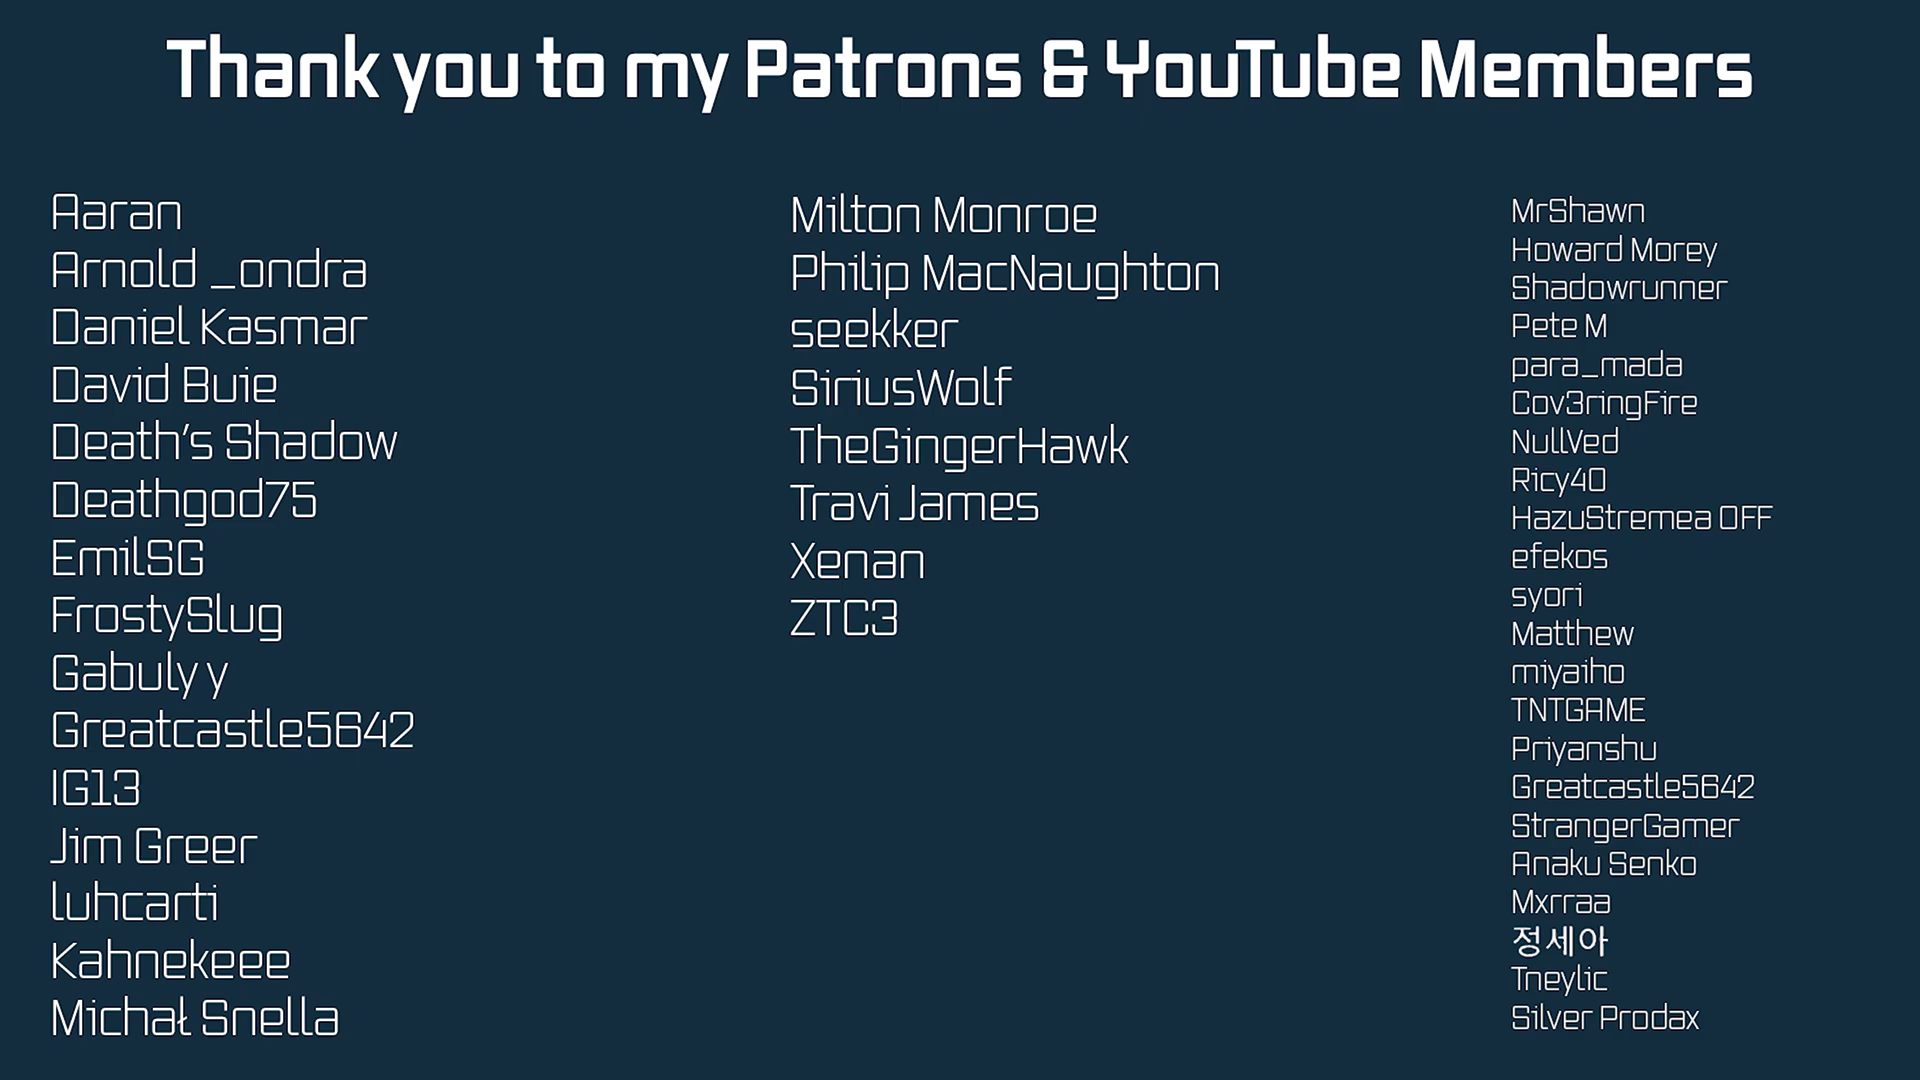 Thank you to my Patrons & YouTube Members
Aaran
Arnold _ondra
Daniel Kasmar
David Buie
Death's Shadow
Deathgod75
EmilSG
FrostySlug
Gabuly y
Greatcastle5642
IG13
Jim Greer
luhcarti
Kahnekeee
Michał Snella
Milton Monroe
Philip MacNaughton
seekker
SiriusWolf
TheGingerHawk
Travi James
Xenan
ZTC3
MrShawn
Howard Morey
Shadowrunner
Pete M
para_mada
Cov3ringFire
NullVed
Ricy40
HazuStremea OFF
efekos
syori
Matthew
miyaiho
TNTGAME
Priyanshu
Greatcastle5642
StrangerGamer
Anaku Senko
Mxrraa
정세아
Tneylic
Silver Prodax